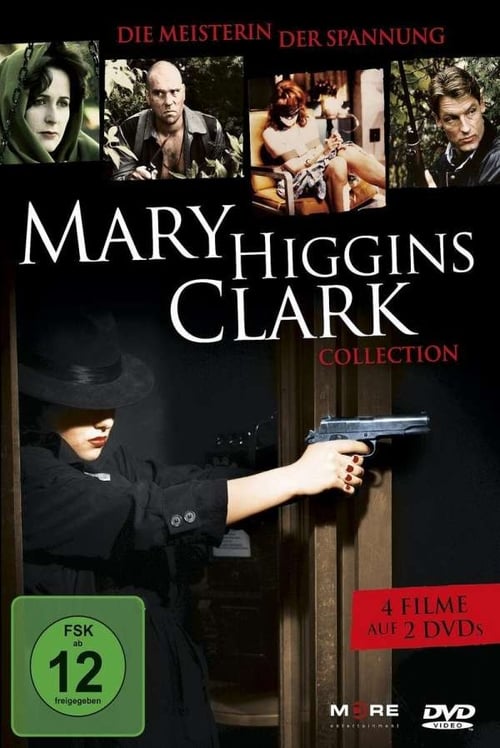 DIE MEISTERIN DER SPANNUNG
MARY HIGGINS
CLARK
COLLECTION
4 FILME
AUF 2 DVDs
FSK
ab
12
freigegeben
MORE
entertainment
DVD
VIDEO